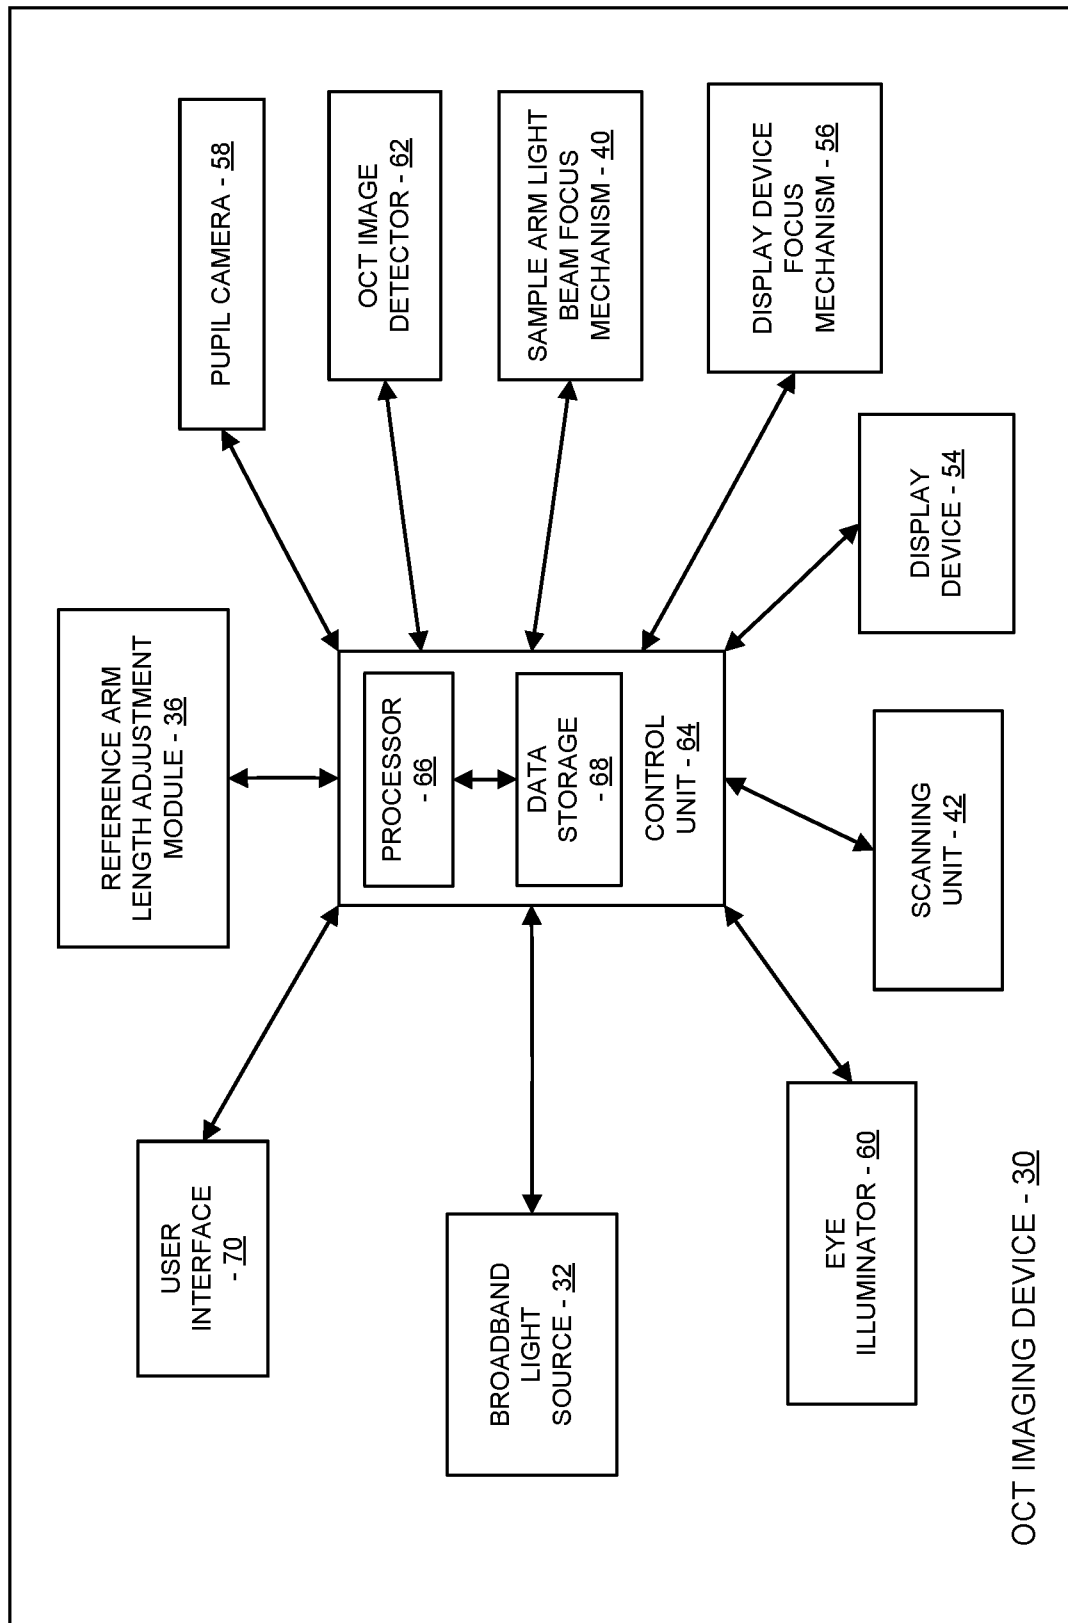 USER
INTERFACE
- 70
REFERENCE ARM
LENGTH ADJUSTMENT
MODULE - 36
PUPIL CAMERA - 58
OCT IMAGE
DETECTOR - 62
SAMPLE ARM LIGHT
BEAM FOCUS
MECHANISM - 40
DISPLAY DEVICE
FOCUS
MECHANISM - 56
BROADBAND
LIGHT
SOURCE - 32
PROCESSOR
- 66
DATA
STORAGE
- 68
CONTROL
UNIT - 64
EYE
ILLUMINATOR - 60
SCANNING
UNIT - 42
DISPLAY
DEVICE - 54
OCT IMAGING DEVICE - 30